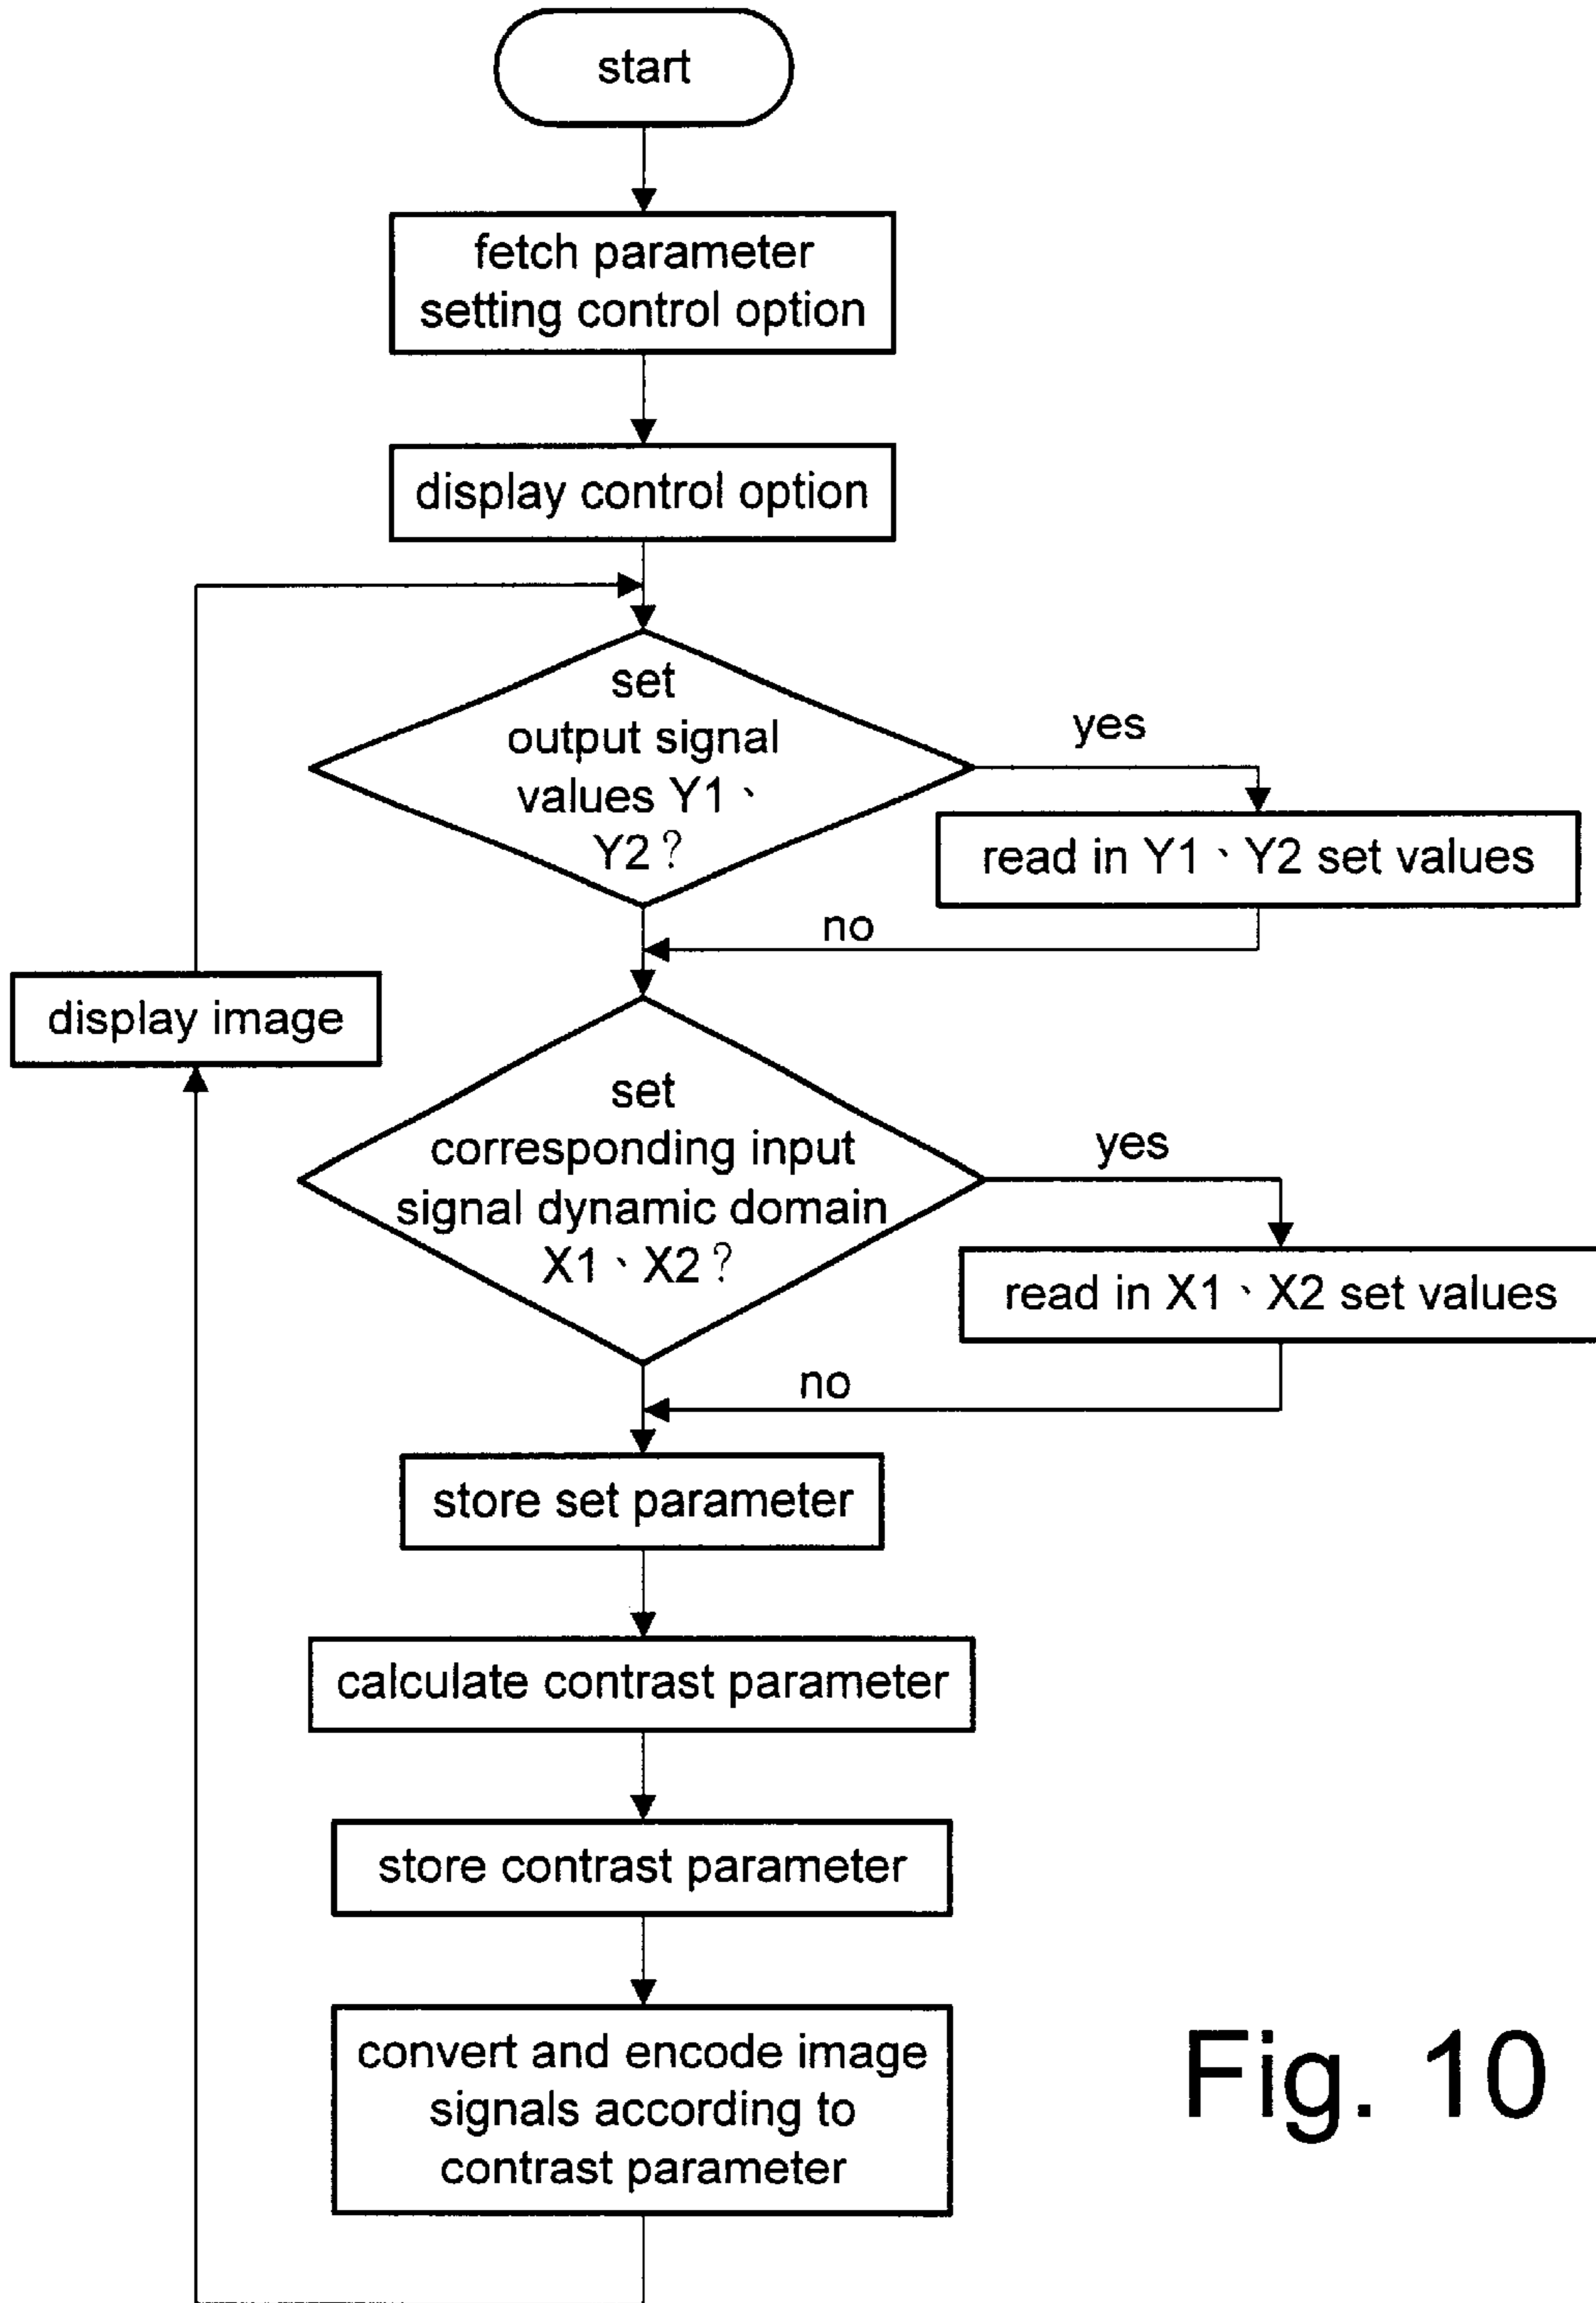 start
fetch parameter
setting control option
display control option
set
output signal
values Y1、
Y2？
yes
read in Y1、Y2 set values
no
display image
set
corresponding input
signal dynamic domain
X1、X2？
yes
read in X1、X2 set values
no
store set parameter
calculate contrast parameter
store contrast parameter
convert and encode image
signals according to
contrast parameter
Fig. 10